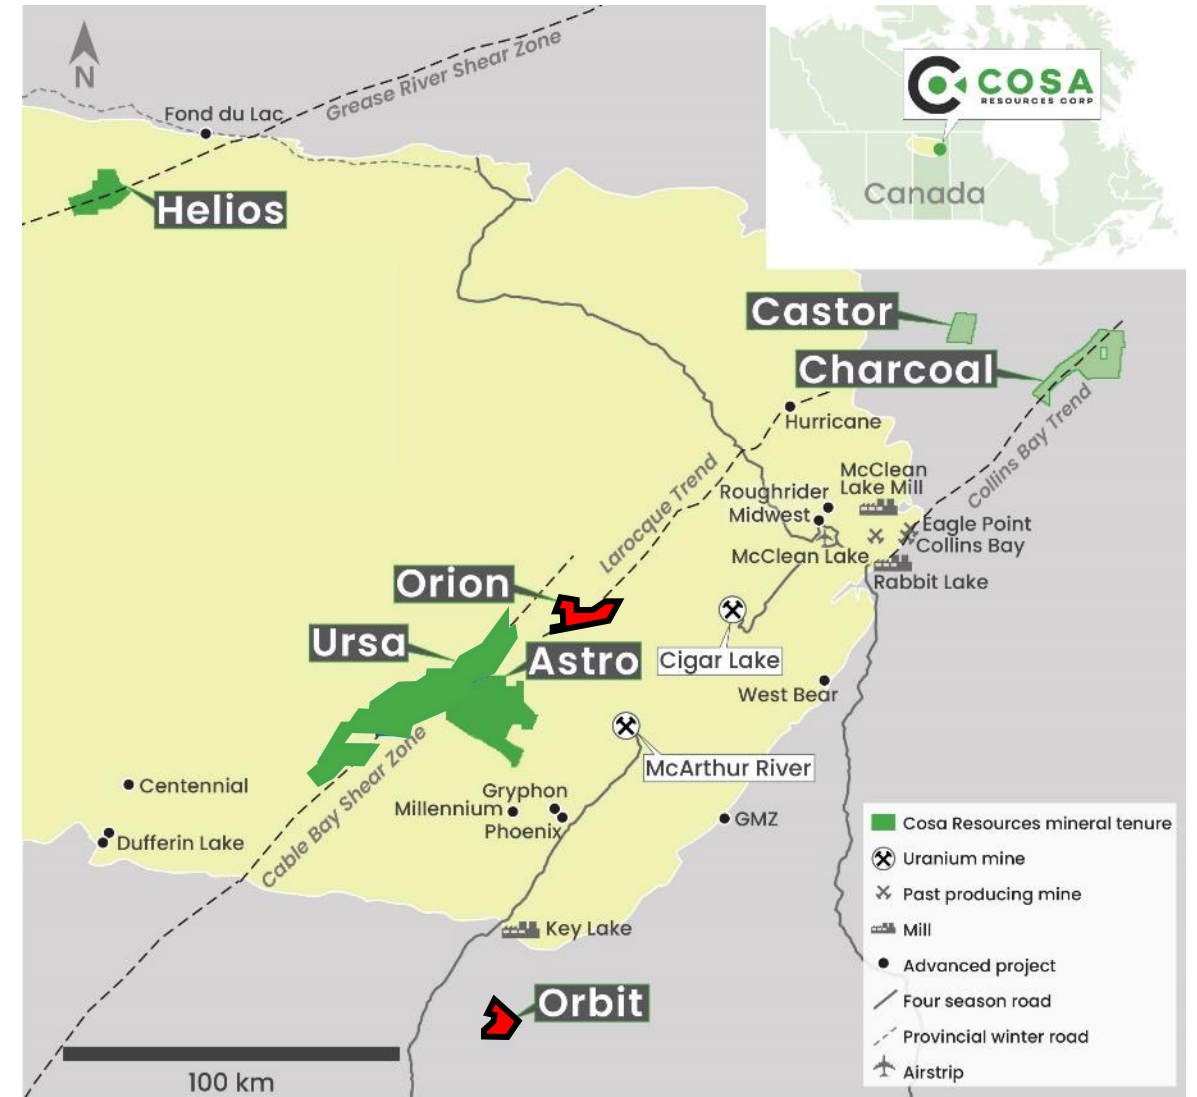 COSA
RESOURCES CORP
Canada
N
Grease River Shear Zone
Fond du Lac
Helios
Castor
Charcoal
Collins Bay Trend
Hurricane
Larocque Trend
McClean
Lake Mill
Roughrider
Midwest
Eagle Point
Collins Bay
McClean Lake
Rabbit Lake
Orion
Ursa
Astro
Cigar Lake
West Bear
McArthur River
Cable Bay Shear Zone
Centennial
Dufferin Lake
Gryphon
Millennium
Phoenix
GMZ
Key Lake
Orbit
100 km
Cosa Resources mineral tenure
Uranium mine
Past producing mine
Mill
Advanced project
Four season road
Provincial winter road
Airstrip